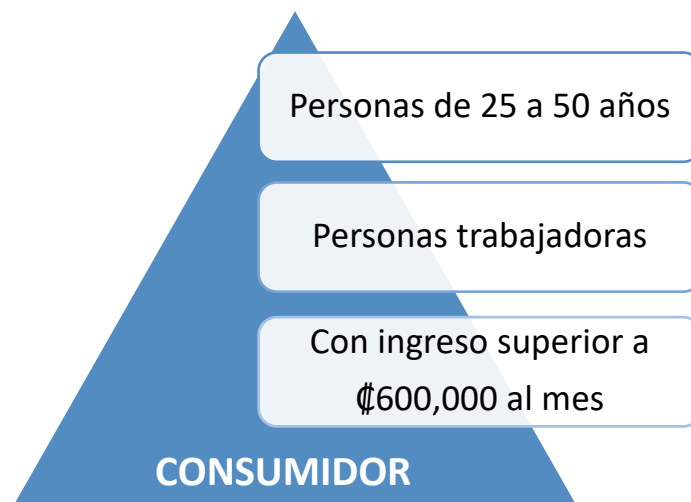 Personas de 25 a 50 años
Personas trabajadoras
Con ingreso superior a
₡600,000 al mes
CONSUMIDOR